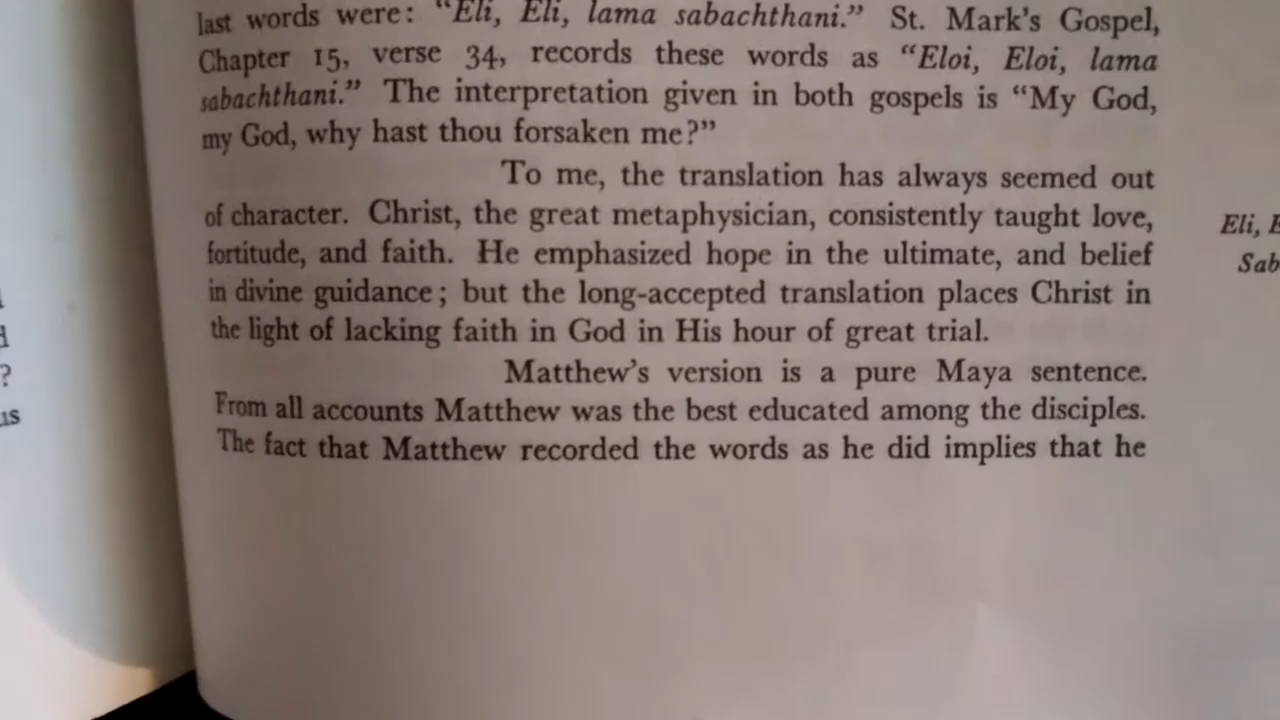 last words were: “Eli, Eli, lama sabachthani.” St. Mark’s Gospel,
Chapter 15, verse 34, records these words as “Eloi, Eloi, lama
sabachthani.” The interpretation given in both gospels is “My God,
my God, why hast thou forsaken me?”
To me, the translation has always seemed out
of character. Christ, the great metaphysician, consistently taught love,
fortitude, and faith. He emphasized hope in the ultimate, and belief
in divine guidance; but the long-accepted translation places Christ in
the light of lacking faith in God in His hour of great trial.
Matthew’s version is a pure Maya sentence.
From all accounts Matthew was the best educated among the disciples.
The fact that Matthew recorded the words as he did implies that he
Eli, E
Sab
?
us